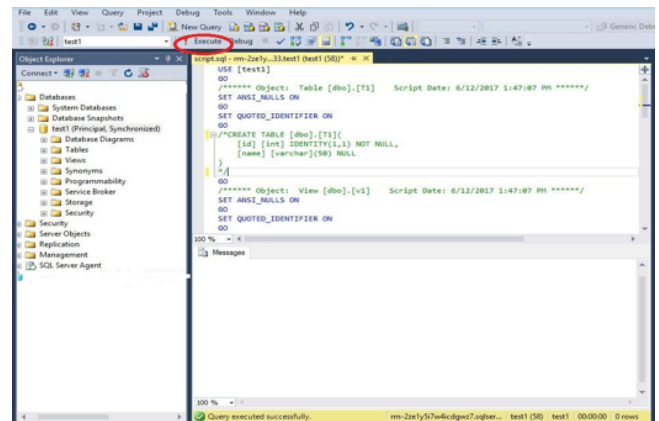 File Edit View Query Project Debug Tools Window Help
New Query Generic Debu
test1 Execute Debug
Object Explorer script.sql - rm-2ze1y...33.test1 (test1 (58))*
Connect
Databases
System Databases
Database Snapshots
test1 (Principal, Synchronized)
Database Diagrams
Tables
Views
Synonyms
Programmability
Service Broker
Storage
Security
Security
Server Objects
Replication
Management
SQL Server Agent
USE [test1]
GO
/****** Object: Table [dbo].[T1] Script Date: 6/12/2017 1:47:07 PM ******/
SET ANSI_NULLS ON
GO
SET QUOTED_IDENTIFIER ON
GO
/*CREATE TABLE [dbo].[T1](
[id] [int] IDENTITY(1,1) NOT NULL,
[name] [varchar](50) NULL
)
*/
GO
/****** Object: View [dbo].[v1] Script Date: 6/12/2017 1:47:07 PM ******/
SET ANSI_NULLS ON
GO
SET QUOTED_IDENTIFIER ON
GO
100 %
Messages
100 %
Query executed successfully. rm-2ze1y5i7w4icdgwz7.sqlser... test1 (58) test1 00:00:00 0 rows